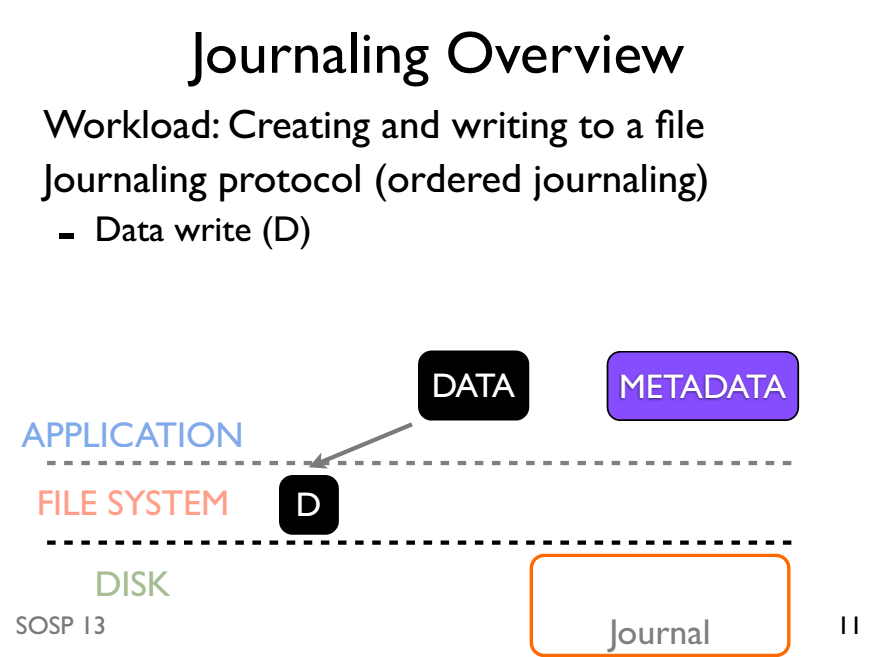 Journaling Overview
Workload: Creating and writing to a file
Journaling protocol (ordered journaling)
- Data write (D)
DATA
METADATA
APPLICATION
FILE SYSTEM
D
DISK
Journal
SOSP 13
11